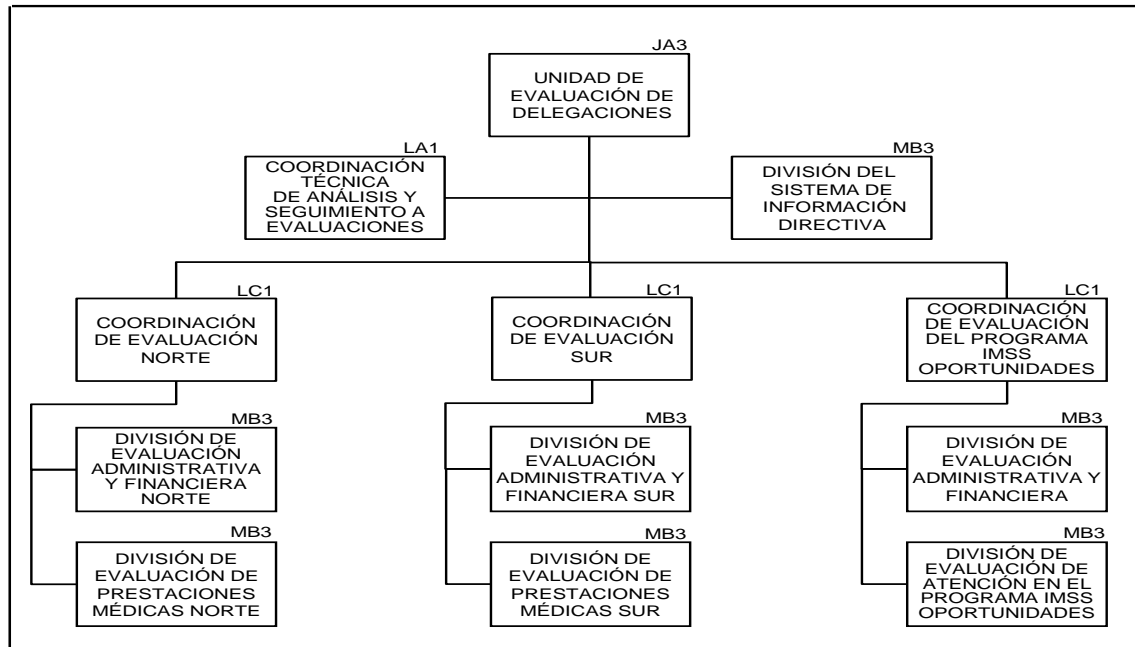 JA3
UNIDAD DE
EVALUACIÓN DE
DELEGACIONES
LA1
COORDINACIÓN
TÉCNICA
DE ANÁLISIS Y
SEGUIMIENTO A
EVALUACIONES
MB3
DIVISIÓN DEL
SISTEMA DE
INFORMACIÓN
DIRECTIVA
LC1
COORDINACIÓN
DE EVALUACIÓN
NORTE
LC1
COORDINACIÓN
DE EVALUACIÓN
SUR
LC1
COORDINACIÓN
DE EVALUACIÓN
DEL PROGRAMA
IMSS
OPORTUNIDADES
MB3
DIVISIÓN DE
EVALUACIÓN
ADMINISTRATIVA
Y FINANCIERA
NORTE
MB3
DIVISIÓN DE
EVALUACIÓN
ADMINISTRATIVA Y
FINANCIERA SUR
MB3
DIVISIÓN DE
EVALUACIÓN
ADMINISTRATIVA Y
FINANCIERA
MB3
DIVISIÓN DE
EVALUACIÓN DE
PRESTACIONES
MÉDICAS NORTE
MB3
DIVISIÓN DE
EVALUACIÓN DE
PRESTACIONES
MÉDICAS SUR
MB3
DIVISIÓN DE
EVALUACIÓN DE
ATENCIÓN EN EL
PROGRAMA IMSS
OPORTUNIDADES